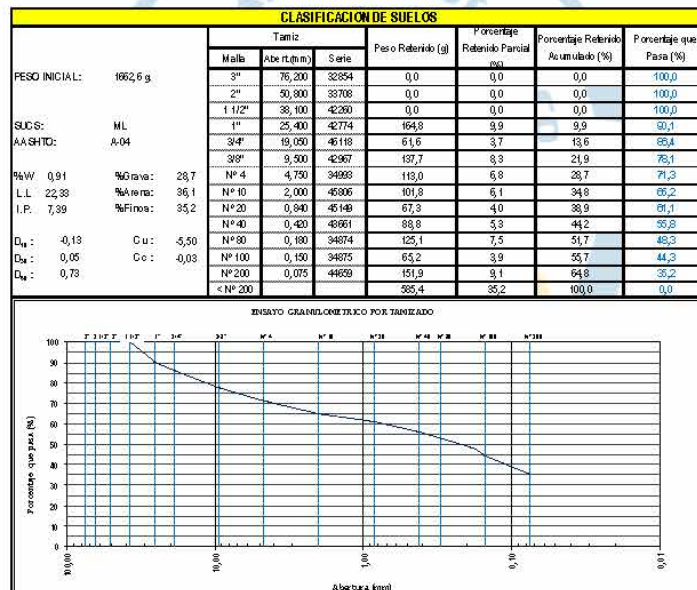 CLASIFICACION DE SUELOS
Tamiz
Malla Abert.(mm) Serie Peso Retenido (g) Porcentaje Retenido Parcial (%) Porcentaje Retenido Acumulado (%) Porcentaje que Pasa (%)
PESO INICIAL: 1662,6 g
3" 76,200 32854 0,0 0,0 0,0 100,0
2" 50,800 33708 0,0 0,0 0,0 100,0
1 1/2" 38,100 42260 0,0 0,0 0,0 100,0
SUCS: ML 1" 25,400 42774 164,8 9,9 9,9 90,1
AASHTO: A-04 3/4" 19,050 46118 61,6 3,7 13,6 86,4
3/8" 9,500 42967 137,7 8,3 21,9 78,1
%W 0,91 %Grava: 28,7 Nº 4 4,750 34993 113,0 6,8 28,7 71,3
L.L. 22,33 %Arena: 36,1 Nº 10 2,000 45806 101,8 6,1 34,8 65,2
I.P. 7,39 %Finos: 35,2 Nº 20 0,840 45149 67,3 4,0 38,9 61,1
Nº 40 0,420 43661 88,8 5,3 44,2 55,8
-0,13 Cu: -5,50 Nº 80 0,180 34874 125,1 7,5 51,7 48,3
0,05 Cc: -0,03 Nº 100 0,150 34875 65,2 3,9 55,7 44,3
0,73 Nº 200 0,075 44659 151,9 9,1 64,8 35,2
< Nº 200 585,4 35,2 100,0 0,0
ENSAYO GRANULOMETRICO POR TAMIZADO
100
90
80
70
60
50
40
30
20
10
0
Porcentaje que pasa (%)
100,00 10,00 1,00 0,10 0,01
Abertura (mm)